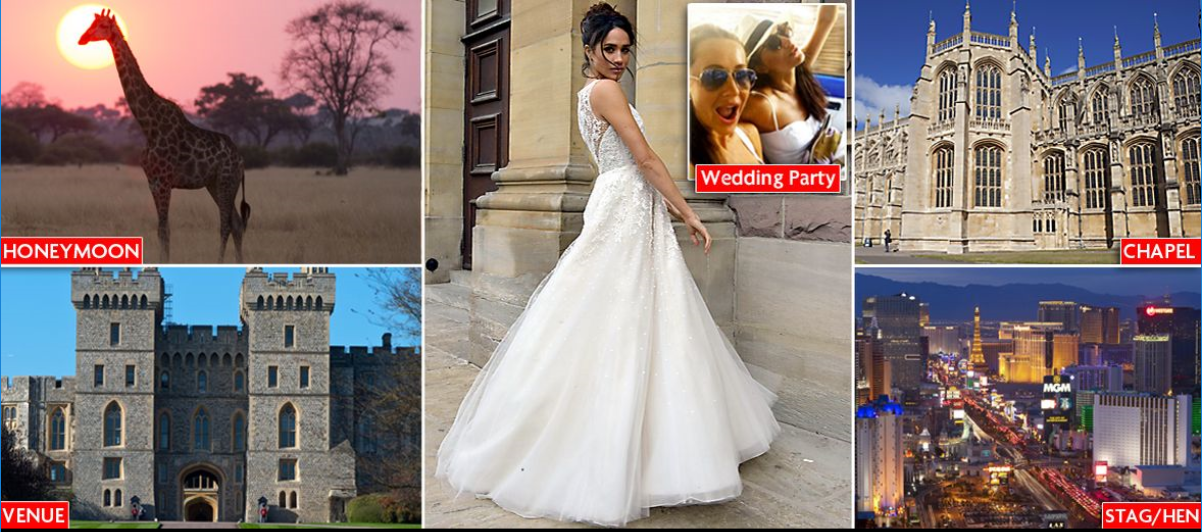 Wedding Party
HONEYMOON
CHAPEL
MGM
VENUE
STAG/HEN